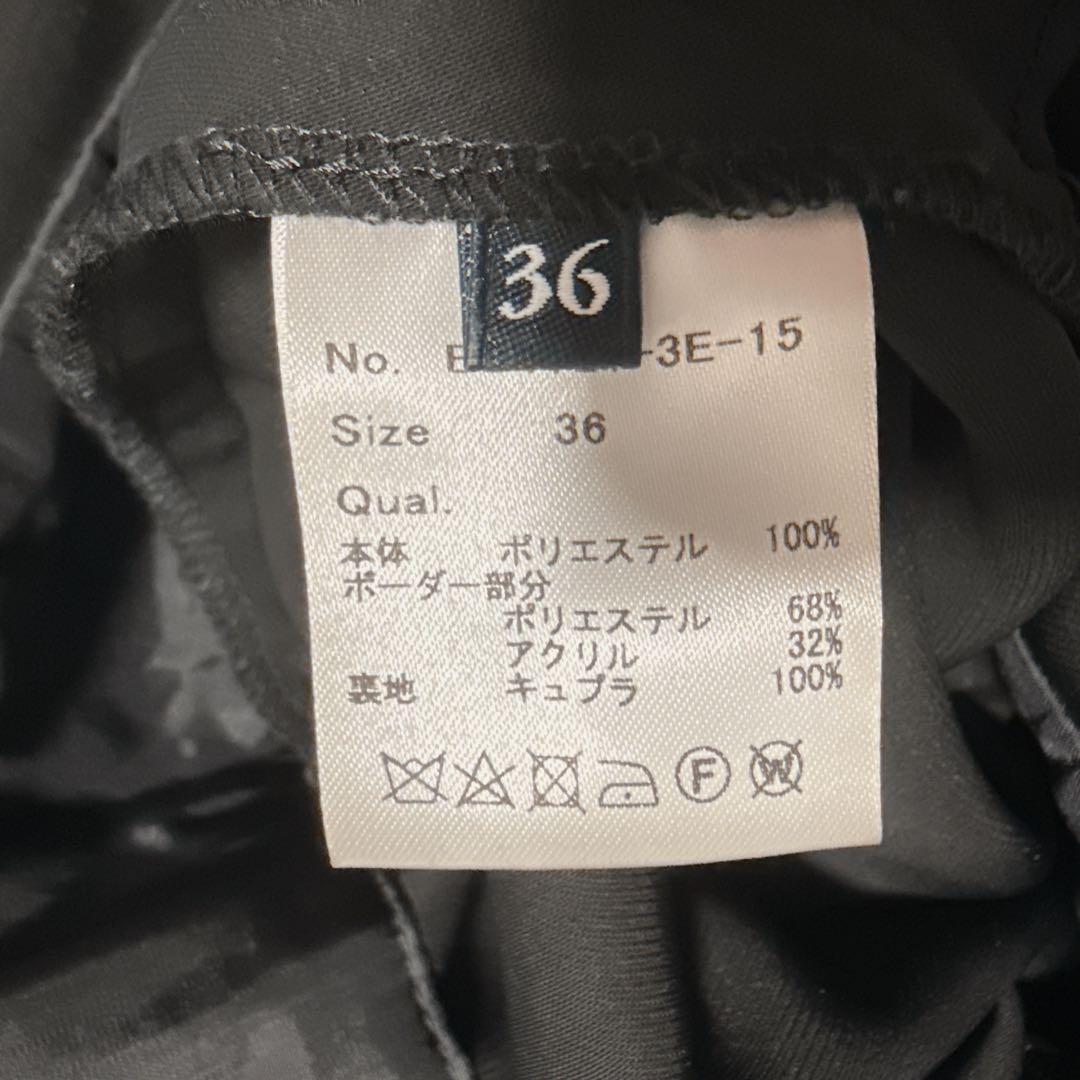 36
No. -3E-15
Size 36
Qual.
本体 ポリエステル 100%
ボーダー部分
ポリエステル 68%
アクリル 32%
裏地 キュプラ 100%
F W